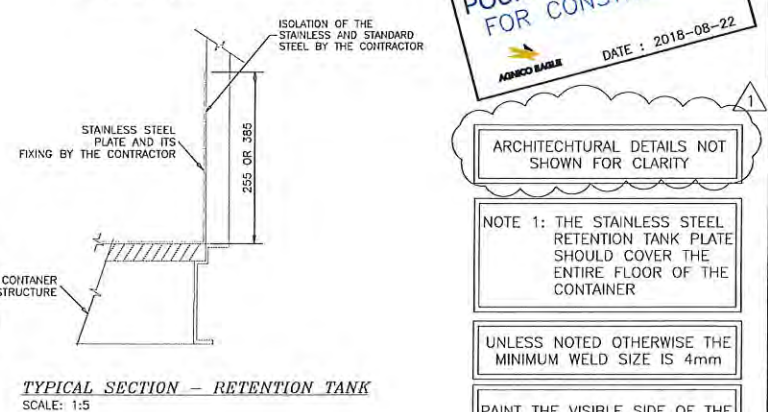 ISOLATION OF THE
STAINLESS AND STANDARD
STEEL BY THE CONTRACTOR
STAINLESS STEEL
PLATE AND ITS
FIXING BY THE CONTRACTOR
255 OR 385
CONTANER
STRUCTURE
TYPICAL SECTION - RETENTION TANK
SCALE: 1:5
FOR
AGNICO EAGLE
DATE : 2018-08-22
1
ARCHITECHTURAL DETAILS NOT
SHOWN FOR CLARITY
NOTE 1: THE STAINLESS STEEL
RETENTION TANK PLATE
SHOULD COVER THE
ENTIRE FLOOR OF THE
CONTAINER
UNLESS NOTED OTHERWISE THE
MINIMUM WELD SIZE IS 4mm
PAINT THE VISIBLE SIDE OF THE